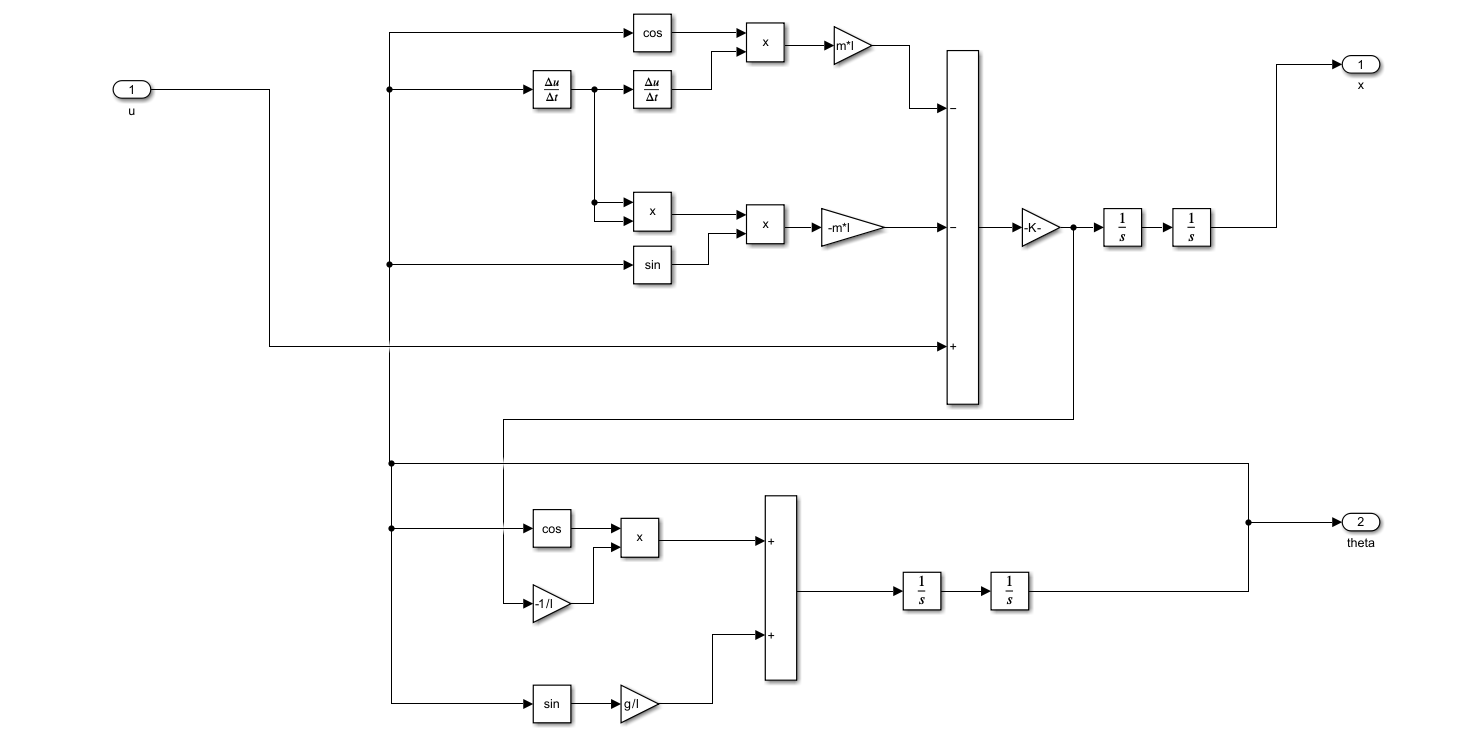 cos
x
m*l
1
x
Δu
Δt
Δu
Δt
1
u
−
x
x
-m*l
−
-K-
1
s
1
s
sin
+
cos
x
+
1
s
1
s
2
theta
-1/l
+
sin
g/l